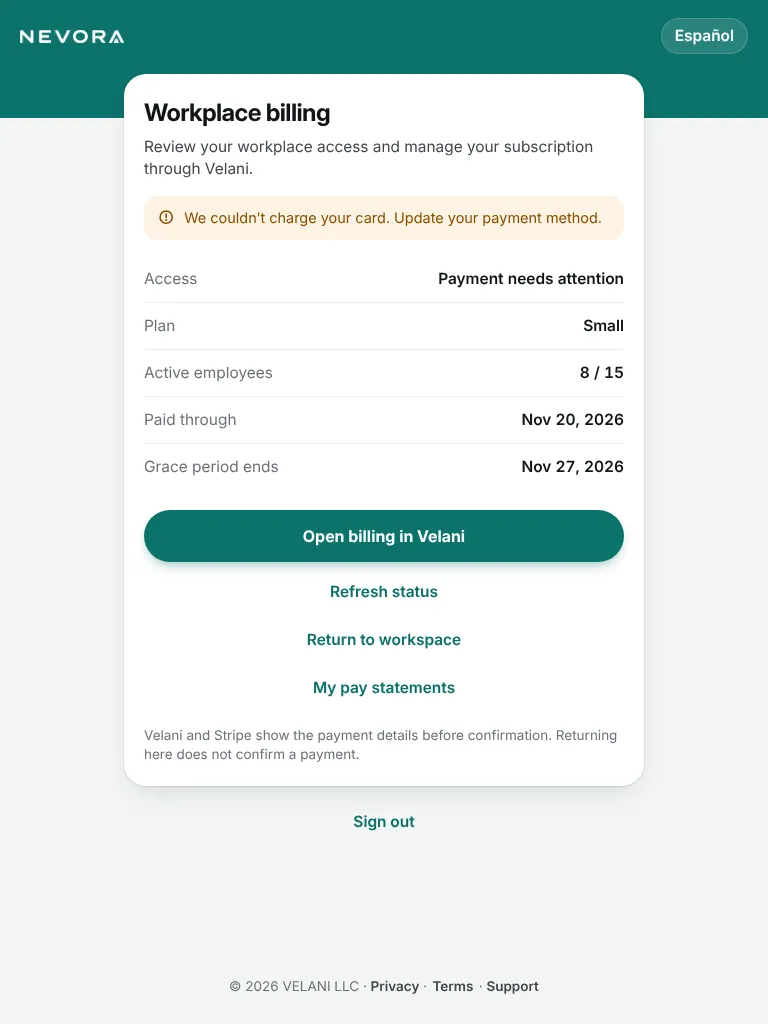 NEVORA
Español
Workplace billing
Review your workplace access and manage your subscription
through Velani.
We couldn’t charge your card. Update your payment method.
Access
Payment needs attention
Plan
Small
Active employees
8 / 15
Paid through
Nov 20, 2026
Grace period ends
Nov 27, 2026
Open billing in Velani
Refresh status
Return to workspace
My pay statements
Velani and Stripe show the payment details before confirmation. Returning
here does not confirm a payment.
Sign out
© 2026 VELANI LLC · Privacy · Terms · Support